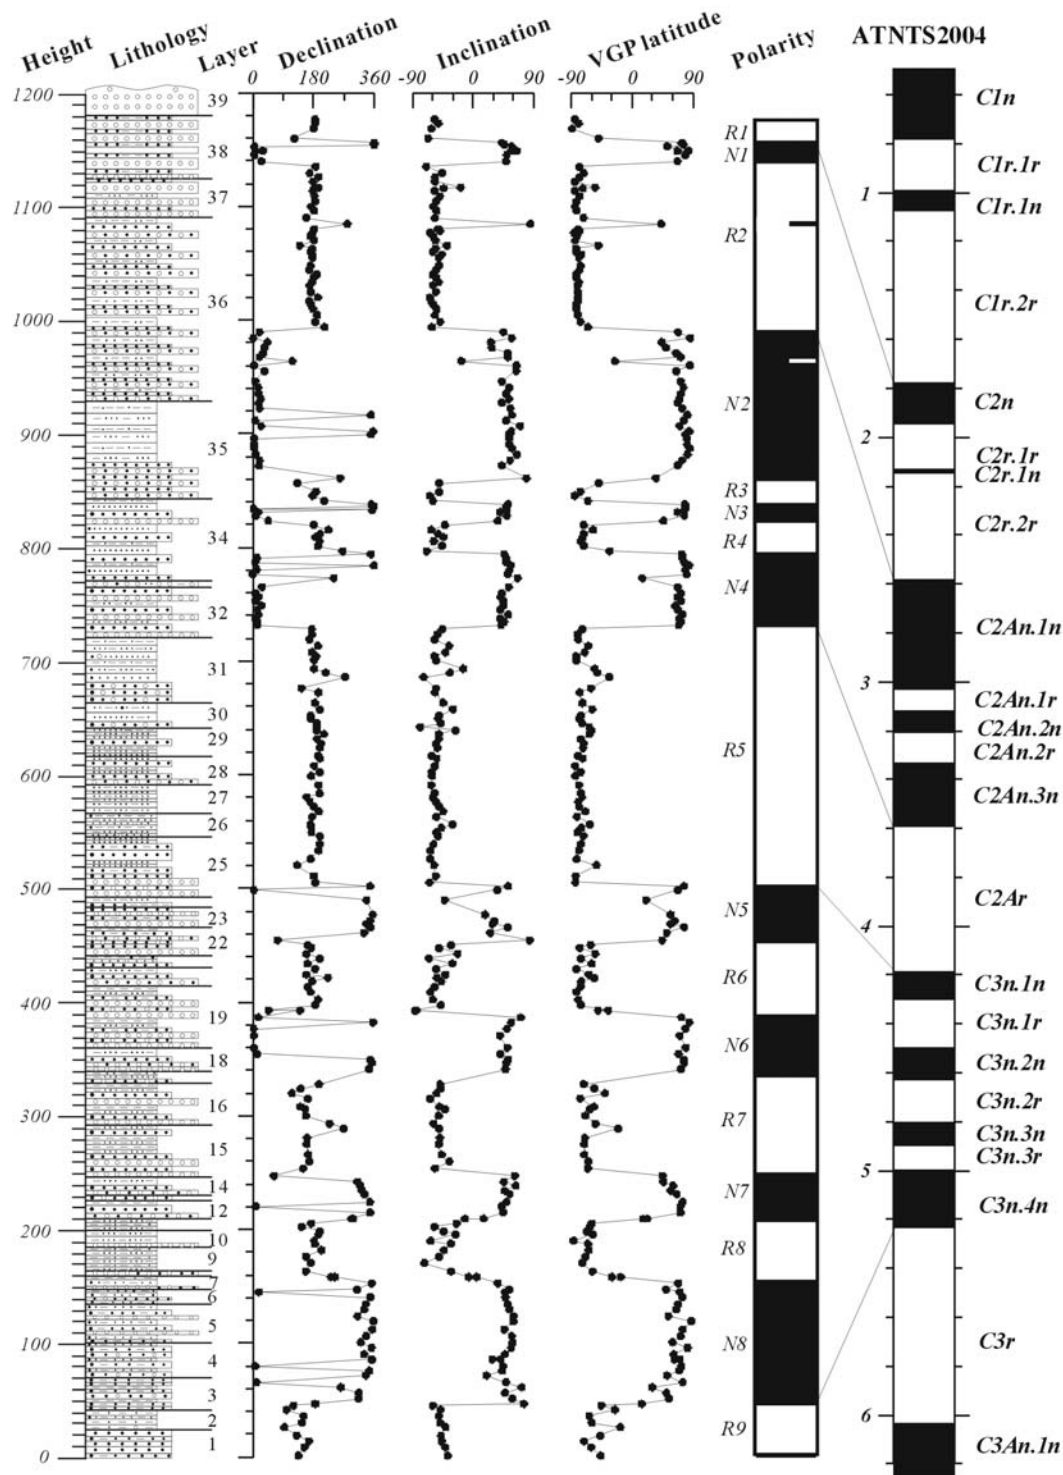 Height Lithology Layer Declination Inclination VGP latitude Polarity ATNTS2004
0 180 360 -90 0 90 -90 0 90
1200
1100
1000
900
800
700
600
500
400
300
200
100
0
39
38
37
36
35
34
32
31
30
29
28
27
26
25
23
22
19
18
16
15
14
12
10
9
7
6
5
4
3
2
1
R1
N1
R2
N2
R3
N3
R4
N4
R5
N5
R6
N6
R7
N7
R8
N8
R9
1
2
3
4
5
6
C1n
C1r.1r
C1r.1n
C1r.2r
C2n
C2r.1r
C2r.1n
C2r.2r
C2An.1n
C2An.1r
C2An.2n
C2An.2r
C2An.3n
C2Ar
C3n.1n
C3n.1r
C3n.2n
C3n.2r
C3n.3n
C3n.3r
C3n.4n
C3r
C3An.1n